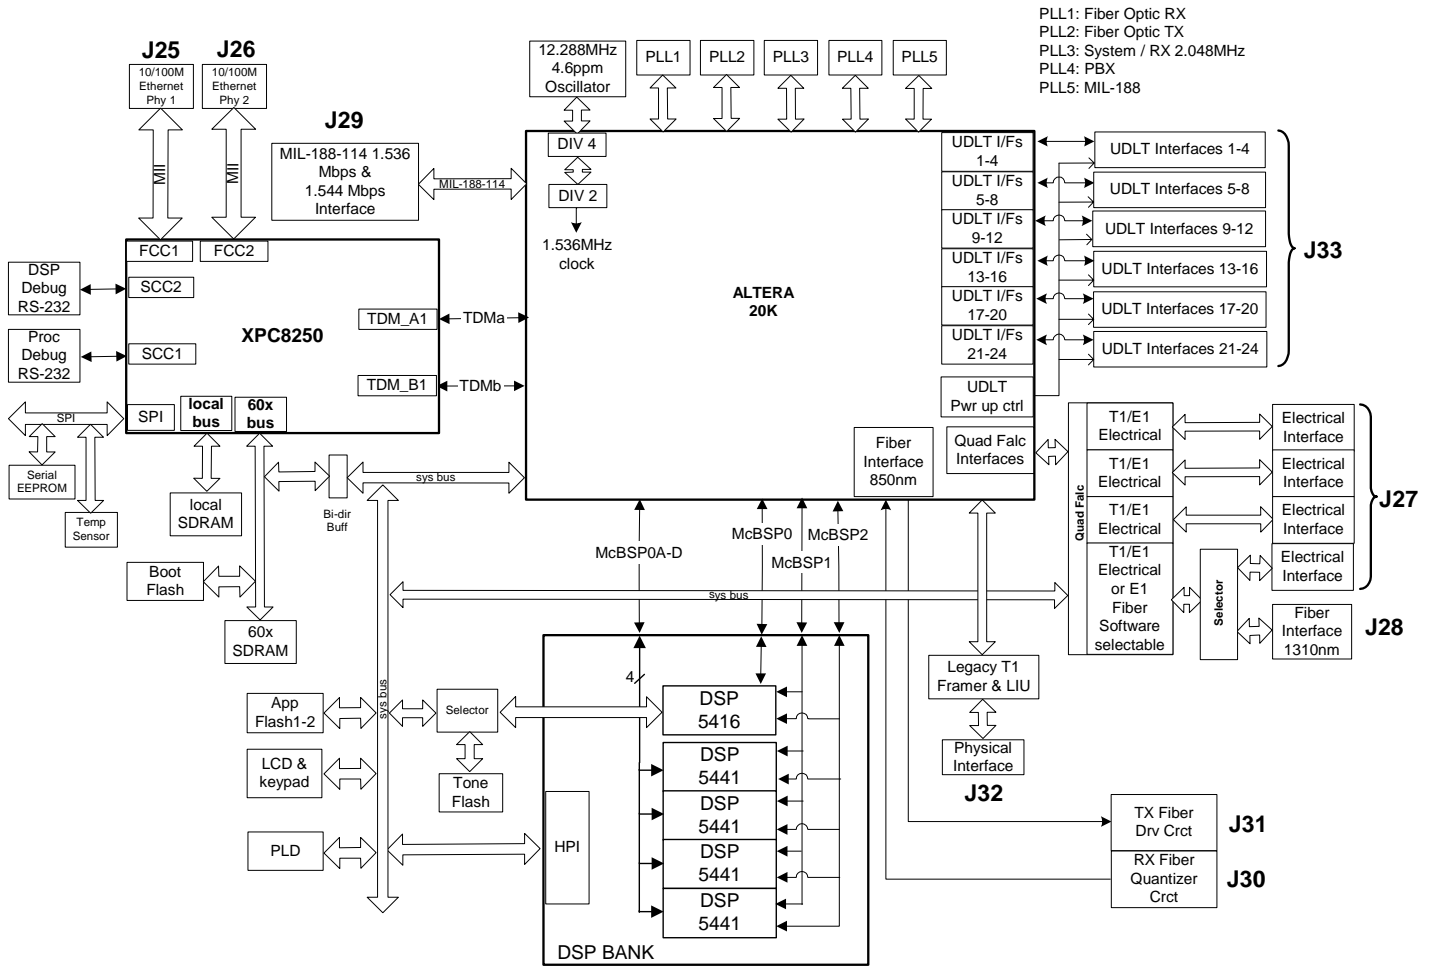 PLL1: Fiber Optic RX
PLL2: Fiber Optic TX
PLL3: System / RX 2.048MHz
PLL4: PBX
PLL5: MIL-188
J25
J26
10/100M
Ethernet
Phy 1
10/100M
Ethernet
Phy 2
12.288MHz
4.6ppm
Oscillator
PLL1
PLL2
PLL3
PLL4
PLL5
J29
MIL-188-114 1.536
Mbps &
1.544 Mbps
Interface
MIL-188-114
MII
MII
DIV 4
DIV 2
1.536MHz
clock
ALTERA
20K
UDLT I/Fs
1-4
UDLT I/Fs
5-8
UDLT I/Fs
9-12
UDLT I/Fs
13-16
UDLT I/Fs
17-20
UDLT I/Fs
21-24
UDLT
Pwr up ctrl
Quad Falc
Interfaces
Fiber
Interface
850nm
UDLT Interfaces 1-4
UDLT Interfaces 5-8
UDLT Interfaces 9-12
UDLT Interfaces 13-16
UDLT Interfaces 17-20
UDLT Interfaces 21-24
J33
FCC1
FCC2
SCC2
SCC1
XPC8250
TDM_A1
TDM_B1
TDMa
TDMb
SPI
local
bus
60x
bus
DSP
Debug
RS-232
Proc
Debug
RS-232
SPI
Serial
EEPROM
Temp
Sensor
local
SDRAM
Bi-dir
Buff
sys bus
Boot
Flash
60x
SDRAM
McBSP0A-D
McBSP0
McBSP1
McBSP2
sys bus
Quad Falc
T1/E1
Electrical
T1/E1
Electrical
T1/E1
Electrical
T1/E1
Electrical
or E1
Fiber
Software
selectable
Selector
Electrical
Interface
Electrical
Interface
Electrical
Interface
Electrical
Interface
J27
Fiber
Interface
1310nm
J28
sys bus
App
Flash1-2
LCD &
keypad
PLD
Selector
Tone
Flash
HPI
4
DSP
5416
DSP
5441
DSP
5441
DSP
5441
DSP
5441
DSP BANK
Legacy T1
Framer & LIU
Physical
Interface
J32
TX Fiber
Drv Crct
J31
RX Fiber
Quantizer
Crct
J30